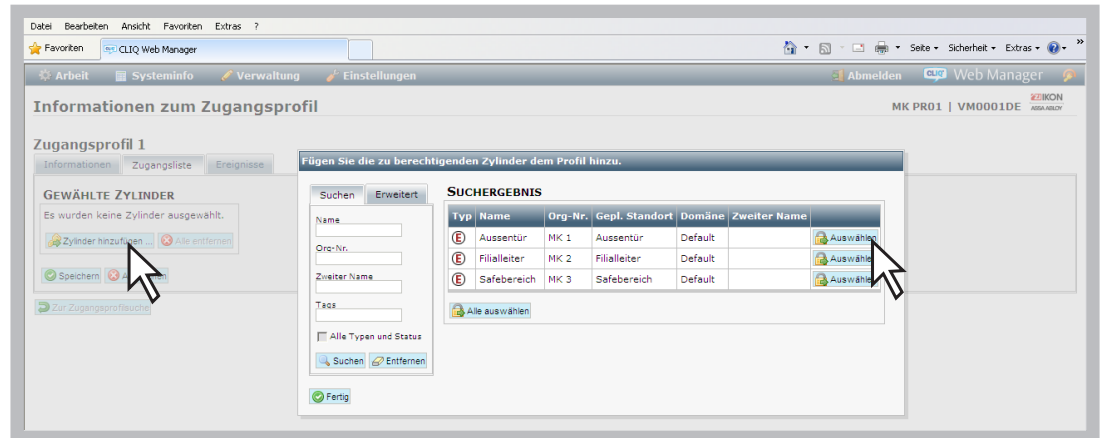 Datei Bearbeiten Ansicht Favoriten Extras ?
Favoriten CLIQ Web Manager
Seite Sicherheit Extras »
Arbeit Systeminfo Verwaltung Einstellungen Abmelden CLIQ Web Manager
Informationen zum Zugangsprofil MK PR01 | VM0001DE IKON
ASSA ABLOY
Zugangsprofil 1
Informationen Zugangsliste Ereignisse
GEWÄHLTE ZYLINDER
Es wurden keine Zylinder ausgewählt.
Zylinder hinzufügen ... Alle entfernen
Speichern
Zur Zugangsprofilsuche
Fügen Sie die zu berechtigenden Zylinder dem Profil hinzu.
Suchen Erweitert
Name
Org-Nr.
Zweiter Name
Tags
Alle Typen und Status
Suchen Entfernen
Fertig
SUCHERGEBNIS
Typ Name Org-Nr. Gepl. Standort Domäne Zweiter Name
E Aussentür MK 1 Aussentür Default Auswählen
E Filialleiter MK 2 Filialleiter Default Auswählen
E Safebereich MK 3 Safebereich Default Auswählen
Alle auswählen